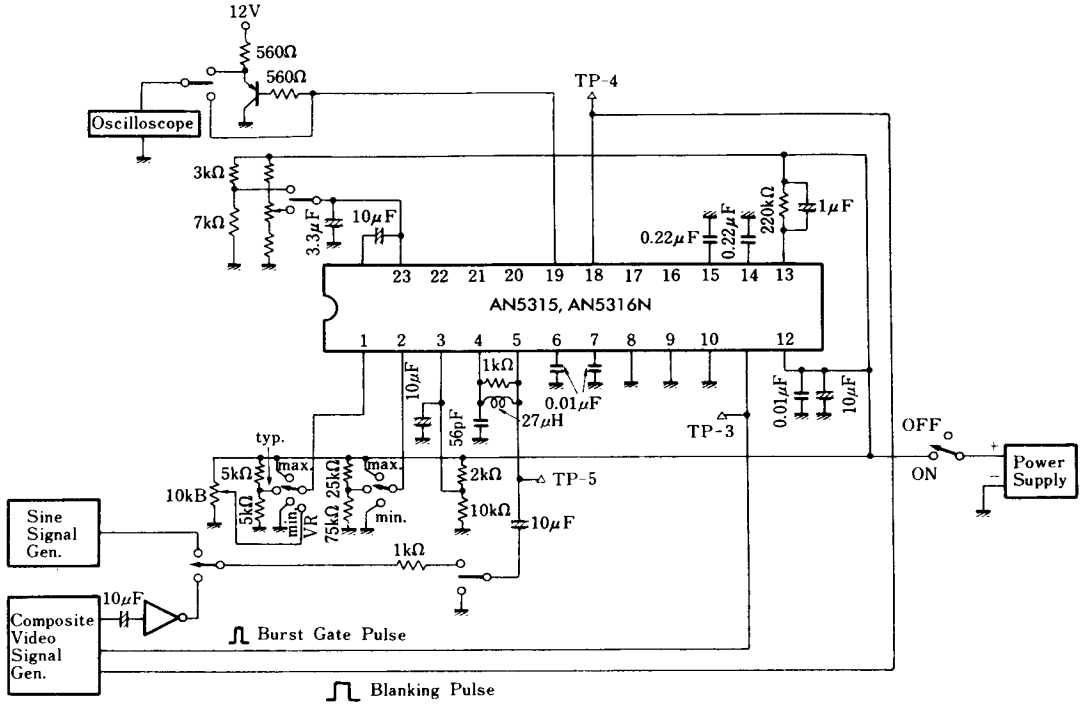 12V
560Ω
560Ω
Oscilloscope
TP-4
3kΩ
7kΩ
3.3μF
10μF
0.22μF
0.22μF
220kΩ
1μF
23 22 21 20 19 18 17 16 15 14 13
AN5315, AN5316N
1 2 3 4 5 6 7 8 9 10 12
10μF
1kΩ
56pF
27μH
0.01μF
TP-3
0.01μF
10μF
OFF
ON
+
−
Power
Supply
typ.
10kB
5kΩ
5kΩ
max.
min.
VR
25kΩ
75kΩ
max.
min.
2kΩ
10kΩ
TP-5
10μF
Sine
Signal
Gen.
1kΩ
10μF
Composite
Video
Signal
Gen.
Burst Gate Pulse
Blanking Pulse